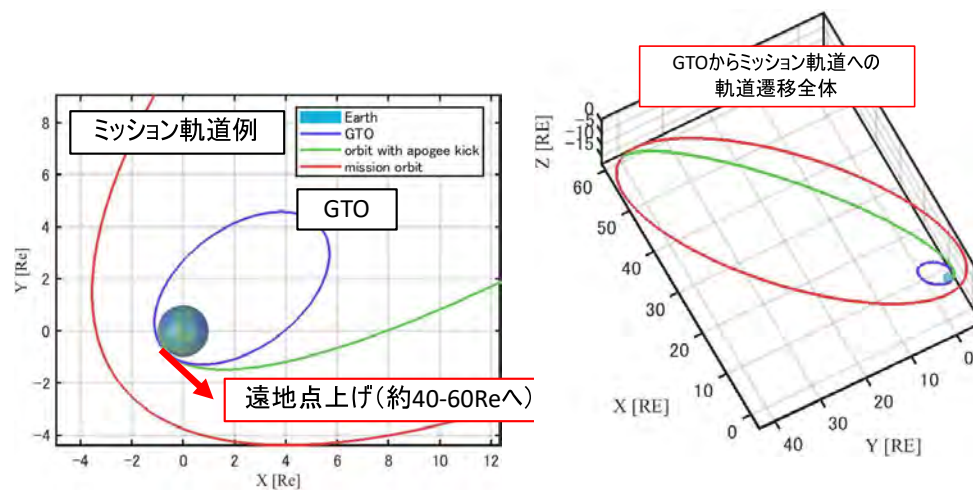 ミッション軌道例
Earth
GTO
orbit with apogee kick
mission orbit
GTO
遠地点上げ(約40-60Reへ)
Y [Re]
8
6
4
2
0
-2
-4
-4
-2
0
2
4
6
8
10
12
X [Re]
GTOからミッション軌道への
軌道遷移全体
Z [RE]
0
-5
-10
-15
60
50
40
30
20
10
0
X [RE]
40
30
20
10
0
Y [RE]